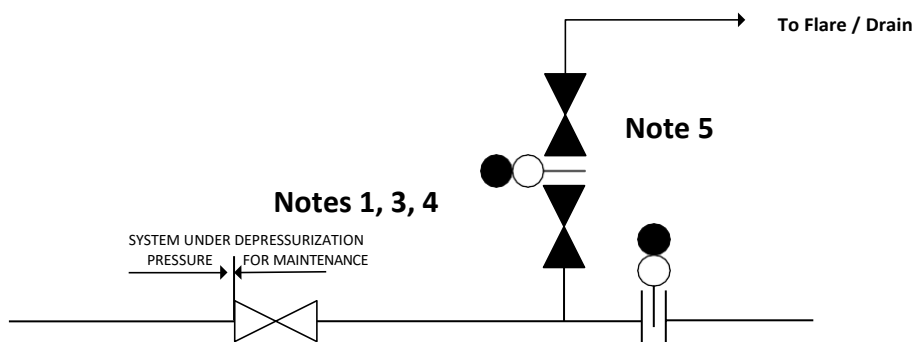 To Flare / Drain
Note 5
Notes 1, 3, 4
SYSTEM UNDER DEPRESSURIZATION
PRESSURE FOR MAINTENANCE